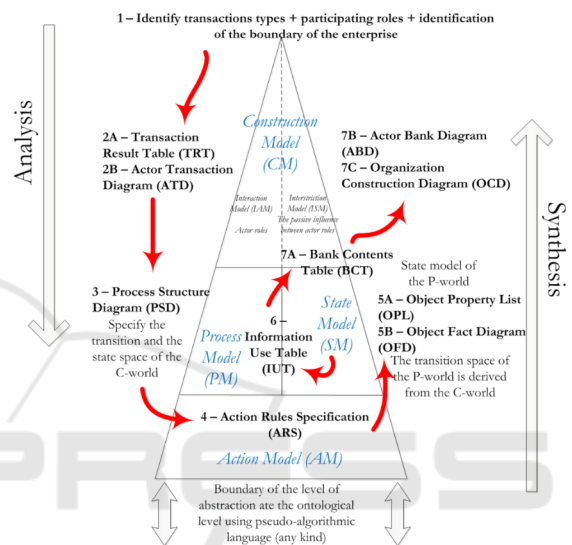 1 – Identify transactions types + participating roles + identification
of the boundary of the enterprise
Analysis
2A – Transaction
Result Table (TRT)
2B – Actor Transaction
Diagram (ATD)
Construction
Model
(CM)
7B – Actor Bank Diagram
(ABD)
7C – Organization
Construction Diagram (OCD)
Synthesis
Interaction
Model (IAM)
Actor roles
Interstriction
Model (ISM)
The passive influence
between actor roles
7A – Bank Contents
Table (BCT)
State model of
the P-world
3 – Process Structure
Diagram (PSD)
Specify the
transition and the
state space of the
C-world
Process
Model
(PM)
6 –
Information
Use Table
(IUT)
State
Model
(SM)
5A – Object Property List
(OPL)
5B – Object Fact Diagram
(OFD)
The transition space of
the P-world is derived
from the C-world
4 – Action Rules Specification
(ARS)
Action Model (AM)
Boundary of the level of
abstraction ate the ontological
level using pseudo-algorithmic
language (any kind)
PRESS